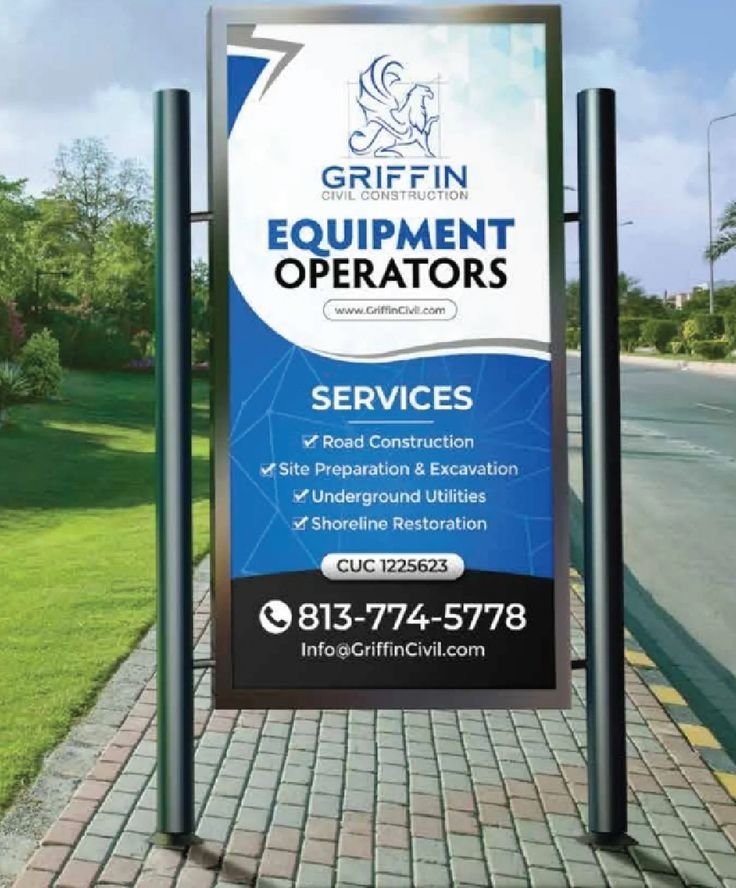 GRIFFIN
CIVIL CONSTRUCTION
EQUIPMENT
OPERATORS
www.GriffinCivil.com
SERVICES
Road Construction
Site Preparation & Excavation
Underground Utilities
Shoreline Restoration
CUC 1225623
813-774-5778
Info@GriffinCivil.com